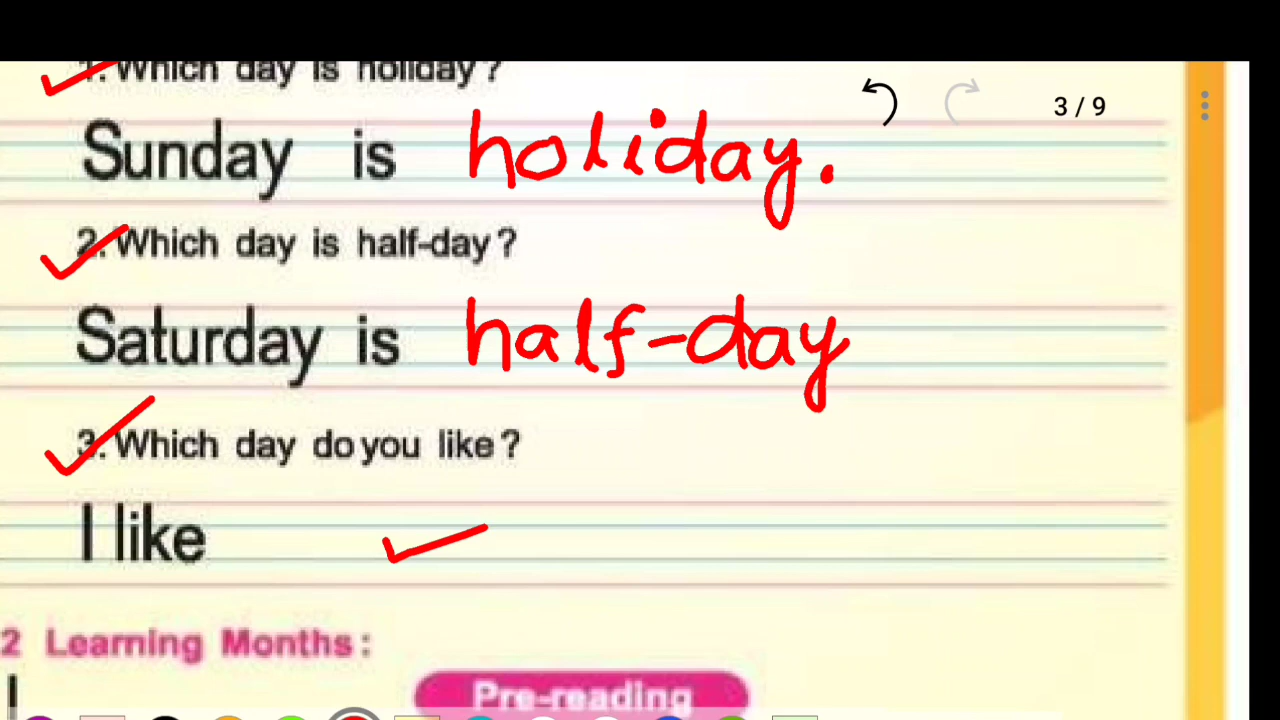 1. Which day is holiday?
3 / 9
Sunday is holiday.
2. Which day is half-day?
Saturday is half-day
3. Which day do you like?
I like
2 Learning Months:
Pre-reading